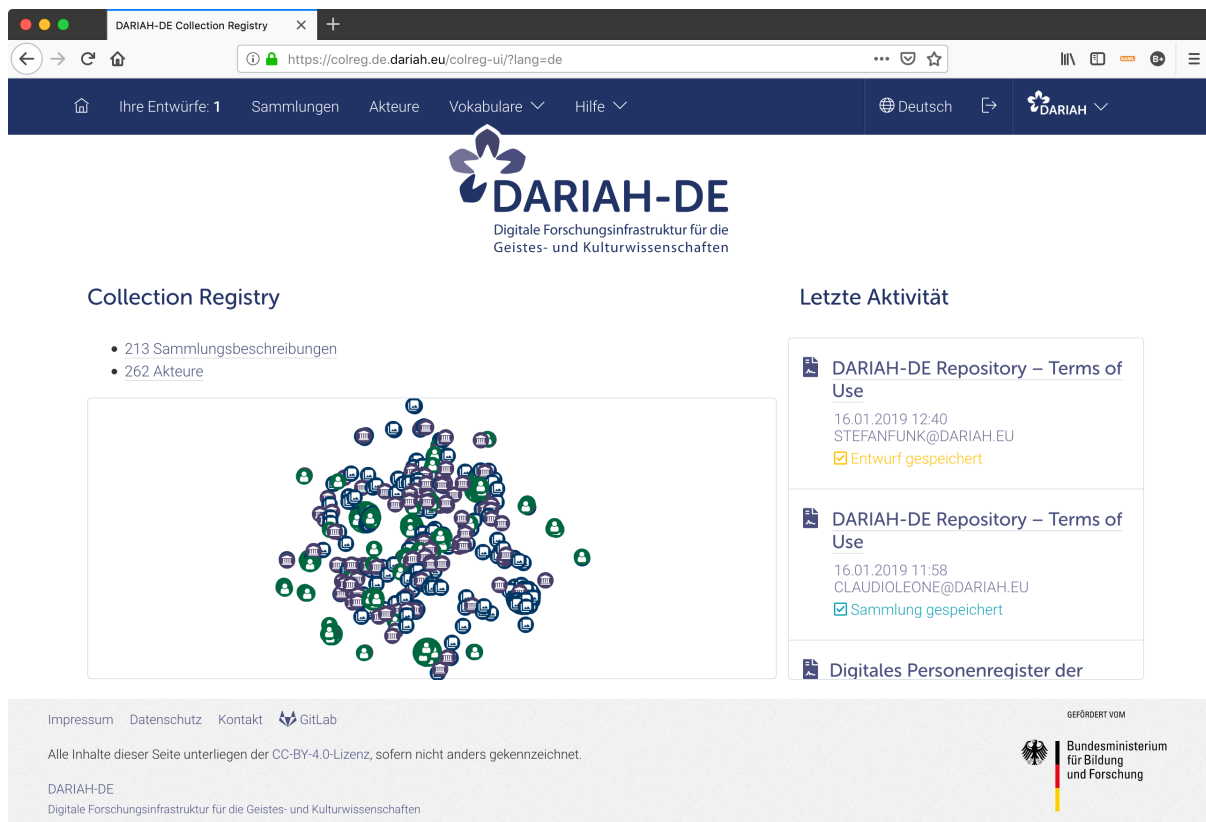 DARIAH-DE Collection Registry
https://colreg.de.dariah.eu/colreg-ui/?lang=de
Ihre Entwürfe: 1 Sammlungen Akteure Vokabulare Hilfe Deutsch DARIAH
DARIAH-DE
Digitale Forschungsinfrastruktur für die
Geistes- und Kulturwissenschaften
Collection Registry
213 Sammlungsbeschreibungen
262 Akteure
Letzte Aktivität
DARIAH-DE Repository – Terms of
Use
16.01.2019 12:40
STEFANFUNK@DARIAH.EU
Entwurf gespeichert
DARIAH-DE Repository – Terms of
Use
16.01.2019 11:58
CLAUDIOLEONE@DARIAH.EU
Sammlung gespeichert
Digitales Personenregister der
Impressum Datenschutz Kontakt GitLab
Alle Inhalte dieser Seite unterliegen der CC-BY-4.0-Lizenz, sofern nicht anders gekennzeichnet.
DARIAH-DE
Digitale Forschungsinfrastruktur für die Geistes- und Kulturwissenschaften
GEFÖRDERT VOM
Bundesministerium
für Bildung
und Forschung